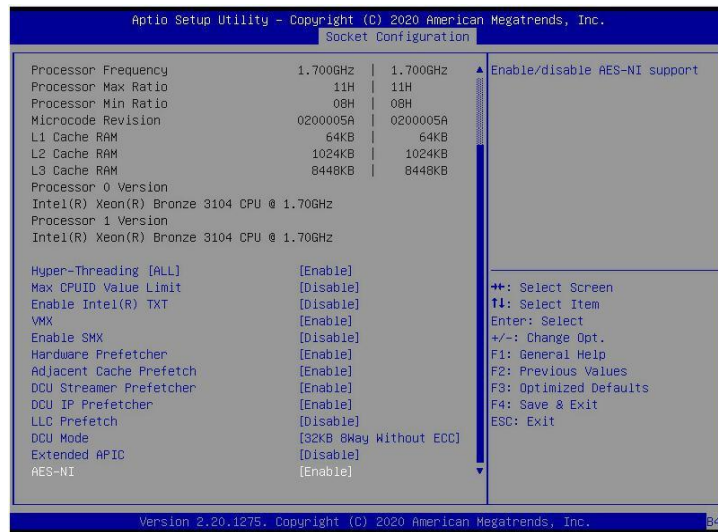 Aptio Setup Utility – Copyright (C) 2020 American Megatrends, Inc.
Socket Configuration
Processor Frequency 1.700GHz | 1.700GHz
Processor Max Ratio 11H | 11H
Processor Min Ratio 08H | 08H
Microcode Revision 0200005A | 0200005A
L1 Cache RAM 64KB | 64KB
L2 Cache RAM 1024KB | 1024KB
L3 Cache RAM 8448KB | 8448KB
Processor 0 Version
Intel(R) Xeon(R) Bronze 3104 CPU @ 1.70GHz
Processor 1 Version
Intel(R) Xeon(R) Bronze 3104 CPU @ 1.70GHz
Hyper-Threading [ALL] [Enable]
Max CPUID Value Limit [Disable]
Enable Intel(R) TXT [Disable]
VMX [Enable]
Enable SMX [Disable]
Hardware Prefetcher [Enable]
Adjacent Cache Prefetch [Enable]
DCU Streamer Prefetcher [Enable]
DCU IP Prefetcher [Enable]
LLC Prefetch [Disable]
DCU Mode [32KB 8Way Without ECC]
Extended APIC [Disable]
AES-NI [Enable]
Enable/disable AES-NI support
→←: Select Screen
↑↓: Select Item
Enter: Select
+/-: Change Opt.
F1: General Help
F2: Previous Values
F3: Optimized Defaults
F4: Save & Exit
ESC: Exit
Version 2.20.1275. Copyright (C) 2020 American Megatrends, Inc.